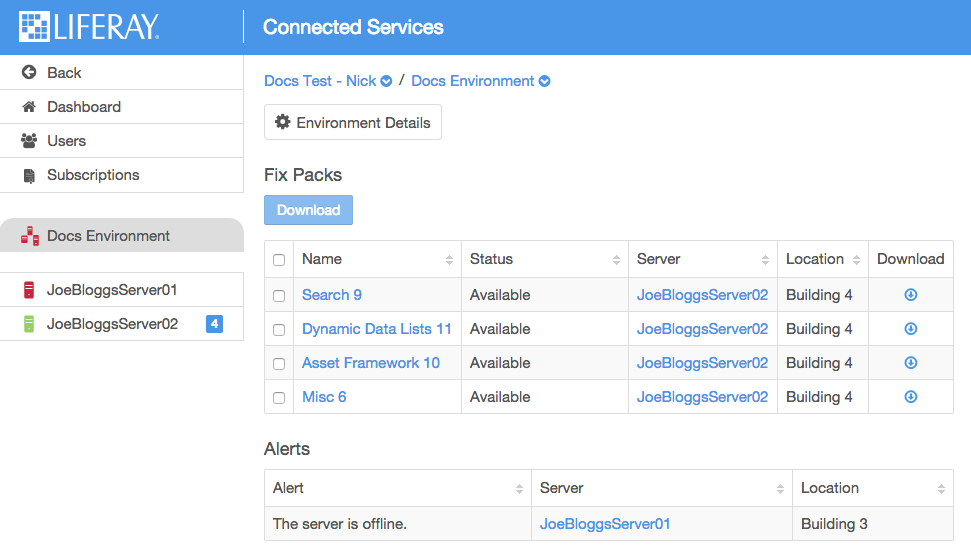 LIFERAY.
Connected Services
Back
Dashboard
Users
Subscriptions
Docs Environment
JoeBloggsServer01
JoeBloggsServer02 4
Docs Test - Nick / Docs Environment
Environment Details
Fix Packs
Download
Name Status Server Location Download
Search 9 Available JoeBloggsServer02 Building 4
Dynamic Data Lists 11 Available JoeBloggsServer02 Building 4
Asset Framework 10 Available JoeBloggsServer02 Building 4
Misc 6 Available JoeBloggsServer02 Building 4
Alerts
Alert Server Location
The server is offline. JoeBloggsServer01 Building 3